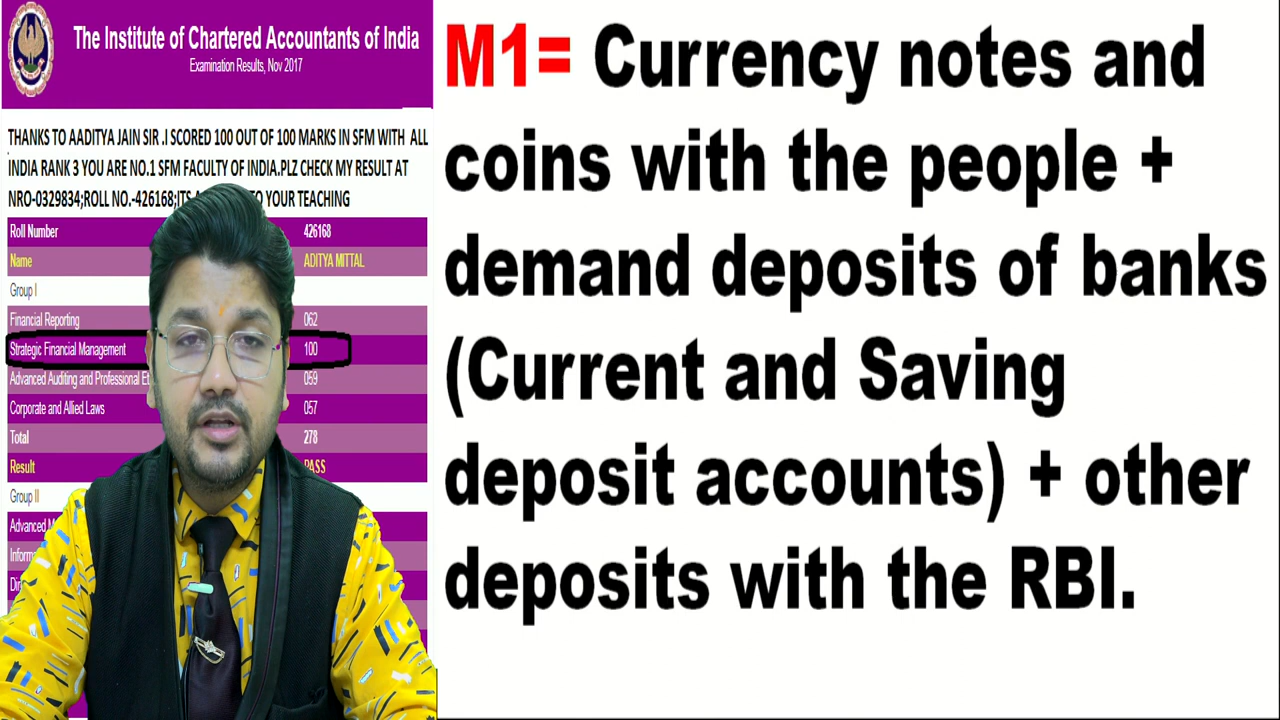 The Institute of Chartered Accountants of India
Examination Results, Nov 2017
THANKS TO AADITYA JAIN SIR .I SCORED 100 OUT OF 100 MARKS IN SFM WITH ALL
INDIA RANK 3 YOU ARE NO.1 SFM FACULTY OF INDIA.PLZ CHECK MY RESULT AT
NRO-0329834;ROLL NO.-426168;ITS TO YOUR TEACHING
Roll Number 426168
Name ADITYA MITTAL
Group I
Financial Reporting 062
Strategic Financial Management 100
Advanced Auditing and Professional 059
Corporate and Allied Laws 057
Total 278
Result PASS
Group II
Advanced
M1= Currency notes and
coins with the people +
demand deposits of banks
(Current and Saving
deposit accounts) + other
deposits with the RBI.